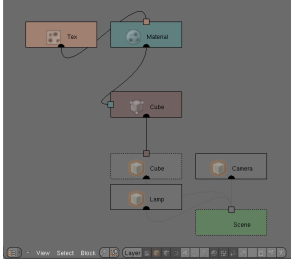 Tex
Material
Cube
Cube
Camera
Lamp
Scene
View Select Block Layer